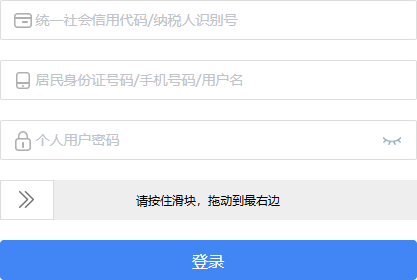 统一社会信用代码/纳税人识别号
居民身份证号码/手机号码/用户名
个人用户密码
请按住滑块，拖动到最右边
登录